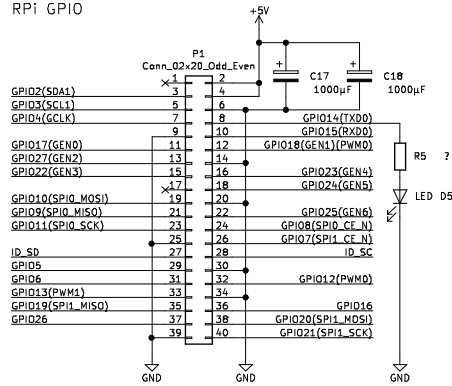 RPi GPIO
+5V
P1
Conn_02x20_Odd_Even
C17
1000µF
C18
1000µF
1 2
GPIO2(SDA1) 3 4
GPIO3(SCL1) 5 6
GPIO4(GCLK) 7 8 GPIO14(TXD0)
9 10 GPIO15(RXD0)
GPIO17(GEN0) 11 12 GPIO18(GEN1)(PWM0)
GPIO27(GEN2) 13 14
GPIO22(GEN3) 15 16 GPIO23(GEN4)
17 18 GPIO24(GEN5)
GPIO10(SPI0_MOSI) 19 20
GPIO9(SPI0_MISO) 21 22 GPIO25(GEN6)
GPIO11(SPI0_SCK) 23 24 GPIO8(SPI0_CE_N)
25 26 GPIO7(SPI1_CE_N)
ID_SD 27 28 ID_SC
GPIO5 29 30
GPIO6 31 32 GPIO12(PWM0)
GPIO13(PWM1) 33 34
GPIO19(SPI1_MISO) 35 36 GPIO16
GPIO26 37 38 GPIO20(SPI1_MOSI)
39 40 GPIO21(SPI1_SCK)
R5 ?
LED D5
GND
GND
GND